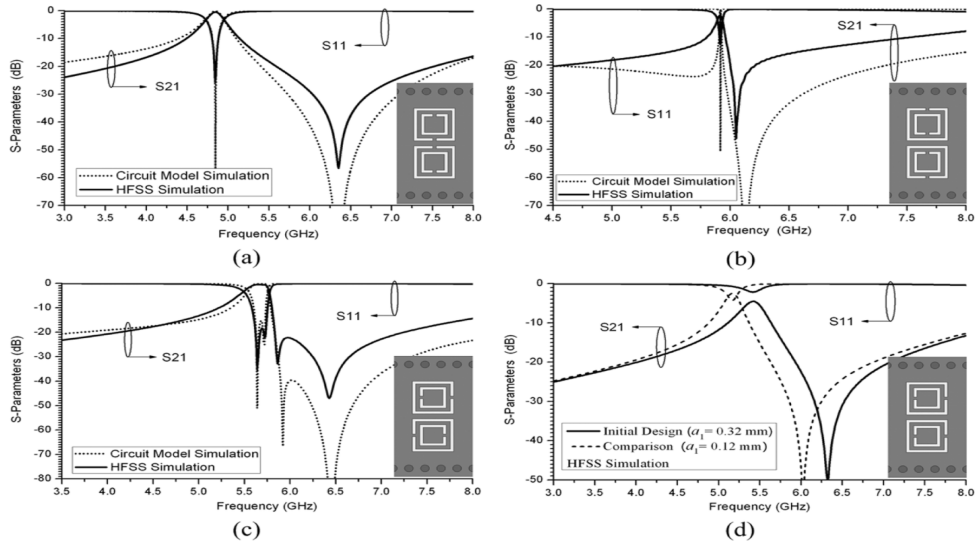 0
-10
-20
-30
-40
-50
-60
-70
S-Parameters (dB)
S11
S21
Circuit Model Simulation
HFSS Simulation
3.0 3.5 4.0 4.5 5.0 5.5 6.0 6.5 7.0 7.5 8.0
Frequency (GHz)
(a)
0
-10
-20
-30
-40
-50
-60
-70
S-Parameters (dB)
S21
S11
Circuit Model Simulation
HFSS Simulation
4.5 5.0 5.5 6.0 6.5 7.0 7.5 8.0
Frequency (GHz)
(b)
0
-10
-20
-30
-40
-50
-60
-70
-80
S-Parameters (dB)
S11
S21
Circuit Model Simulation
HFSS Simulation
3.5 4.0 4.5 5.0 5.5 6.0 6.5 7.0 7.5 8.0
Frequency (GHz)
(c)
0
-10
-20
-30
-40
-50
S-Parameters (dB)
S21
S11
Initial Design (a₁= 0.32 mm)
Comparison (a₁= 0.12 mm)
HFSS Simulation
3.0 3.5 4.0 4.5 5.0 5.5 6.0 6.5 7.0 7.5 8.0
Frequency (GHz)
(d)